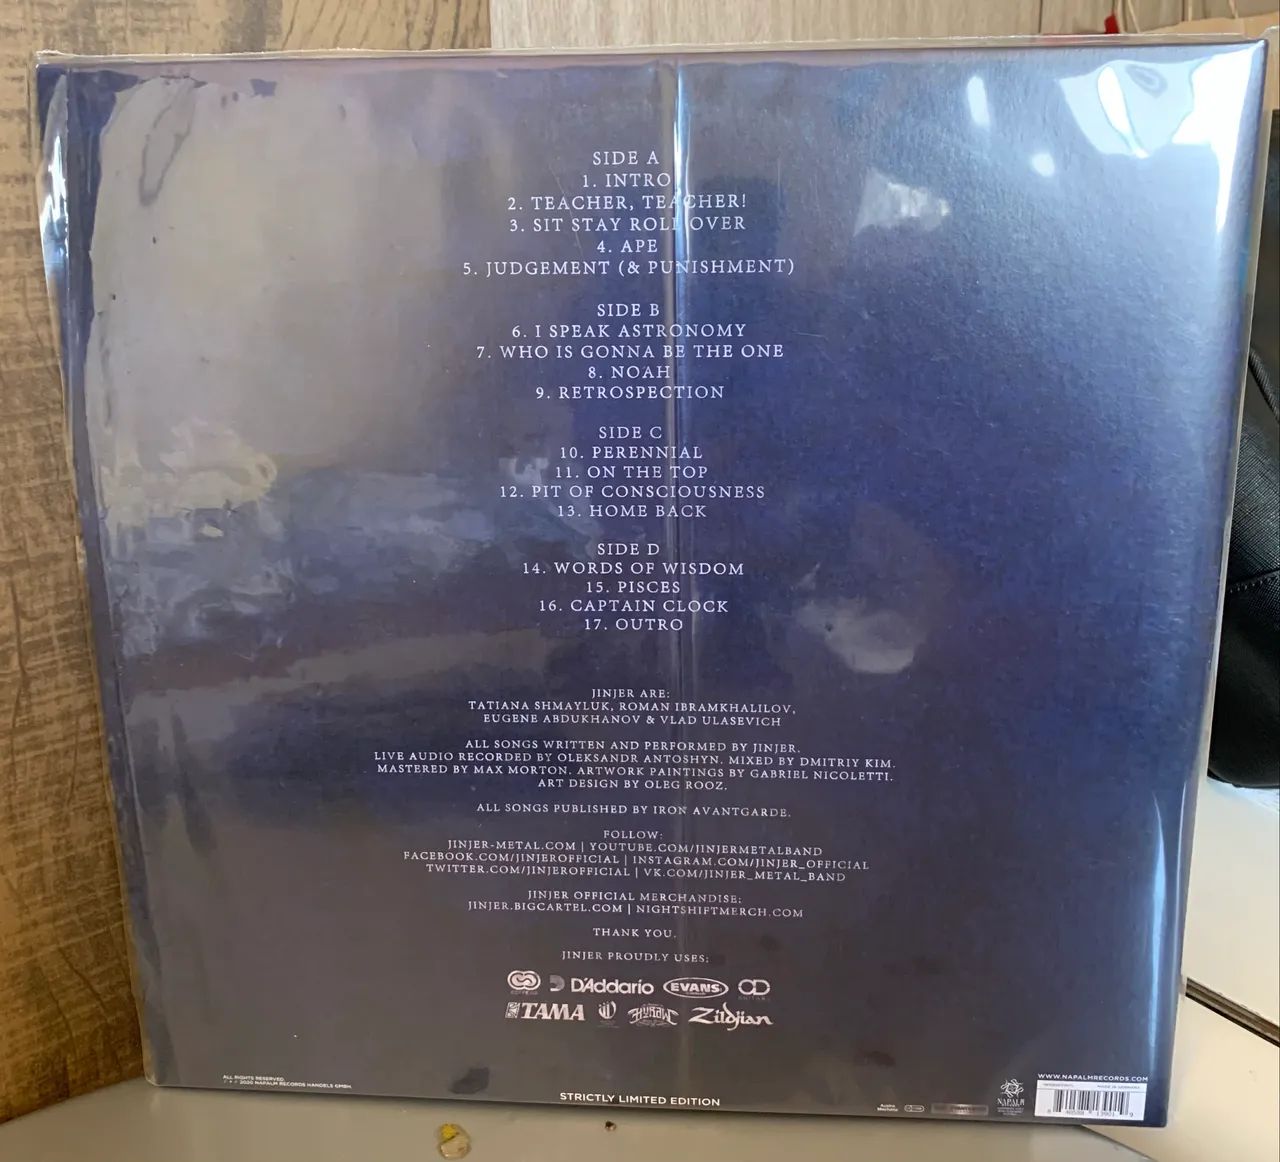 SIDE A
1. INTRO
2. TEACHER, TEACHER!
3. SIT STAY ROLL OVER
4. APE
5. JUDGEMENT (& PUNISHMENT)
SIDE B
6. I SPEAK ASTRONOMY
7. WHO IS GONNA BE THE ONE
8. NOAH
9. RETROSPECTION
SIDE C
10. PERENNIAL
11. ON THE TOP
12. PIT OF CONSCIOUSNESS
13. HOME BACK
SIDE D
14. WORDS OF WISDOM
15. PISCES
16. CAPTAIN CLOCK
17. OUTRO
JINJER ARE:
TATIANA SHMAYLUK, ROMAN IBRAMKHALILOV,
EUGENE ABDUKHANOV & VLAD ULASEVICH
ALL SONGS WRITTEN AND PERFORMED BY JINJER.
LIVE AUDIO RECORDED BY OLEKSANDR ANTOSHYN. MIXED BY DMITRIY KIM.
MASTERED BY MAX MORTON. ARTWORK PAINTINGS BY GABRIEL NICOLETTI.
ART DESIGN BY OLEG ROOZ.
ALL SONGS PUBLISHED BY IRON AVANTGARDE.
FOLLOW:
JINJER-METAL.COM | YOUTUBE.COM/JINJERMETALBAND
FACEBOOK.COM/JINJEROFFICIAL | INSTAGRAM.COM/JINJER_OFFICIAL
TWITTER.COM/JINJEROFFICIAL | VK.COM/JINJER_METAL_BAND
JINJER OFFICIAL MERCHANDISE:
JINJER.BIGCARTEL.COM | NIGHTSHIFTMERCH.COM
THANK YOU.
JINJER PROUDLY USES:
D'Addario EVANS
TAMA Zildjian
ALL RIGHTS RESERVED.
2020 NAPALM RECORDS HANDELS GMBH.
STRICTLY LIMITED EDITION
NAPALM
WWW.NAPALMRECORDS.COM
MADE IN GERMANY